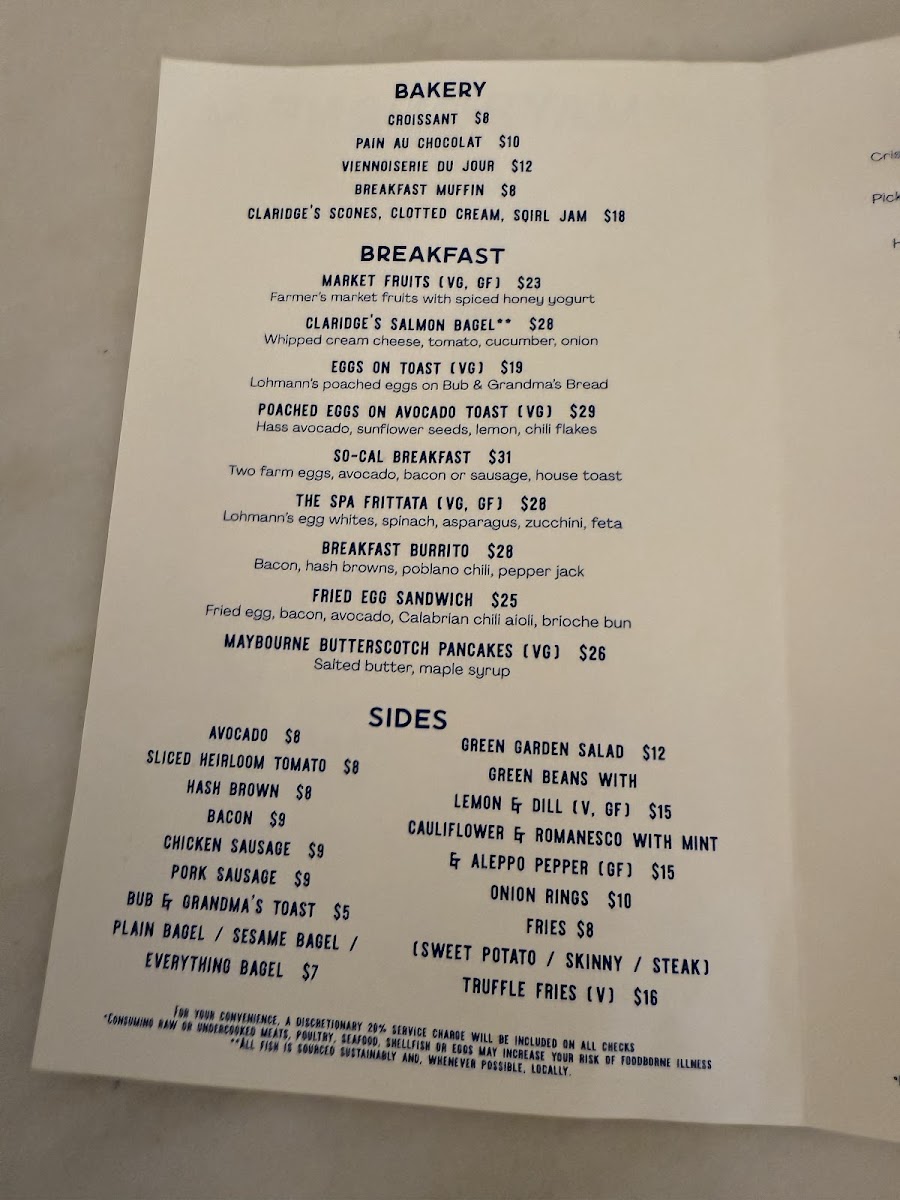 BAKERY
CROISSANT $8
PAIN AU CHOCOLAT $10
VIENNOISERIE DU JOUR $12
BREAKFAST MUFFIN $8
CLARIDGE'S SCONES, CLOTTED CREAM, SQIRL JAM $18
BREAKFAST
MARKET FRUITS (VG, GF) $23
Farmer's market fruits with spiced honey yogurt
CLARIDGE'S SALMON BAGEL** $28
Whipped cream cheese, tomato, cucumber, onion
EGGS ON TOAST (VG) $19
Lohmann's poached eggs on Bub & Grandma's Bread
POACHED EGGS ON AVOCADO TOAST (VG) $29
Hass avocado, sunflower seeds, lemon, chili flakes
SO-CAL BREAKFAST $31
Two farm eggs, avocado, bacon or sausage, house toast
THE SPA FRITTATA (VG, GF) $28
Lohmann's egg whites, spinach, asparagus, zucchini, feta
BREAKFAST BURRITO $28
Bacon, hash browns, poblano chili, pepper jack
FRIED EGG SANDWICH $25
Fried egg, bacon, avocado, Calabrian chili aioli, brioche bun
MAYBOURNE BUTTERSCOTCH PANCAKES (VG) $26
Salted butter, maple syrup
SIDES
AVOCADO $8
SLICED HEIRLOOM TOMATO $8
HASH BROWN $8
BACON $9
CHICKEN SAUSAGE $9
PORK SAUSAGE $9
BUB & GRANDMA'S TOAST $5
PLAIN BAGEL / SESAME BAGEL /
EVERYTHING BAGEL $7
GREEN GARDEN SALAD $12
GREEN BEANS WITH
LEMON & DILL (V, GF) $15
CAULIFLOWER & ROMANESCO WITH MINT
& ALEPPO PEPPER (GF) $15
ONION RINGS $10
FRIES $8
(SWEET POTATO / SKINNY / STEAK)
TRUFFLE FRIES (V) $16
FOR YOUR CONVENIENCE, A DISCRETIONARY 20% SERVICE CHARGE WILL BE INCLUDED ON ALL CHECKS
*CONSUMING RAW OR UNDERCOOKED MEATS, POULTRY, SEAFOOD, SHELLFISH OR EGGS MAY INCREASE YOUR RISK OF FOODBORNE ILLNESS
**ALL FISH IS SOURCED SUSTAINABLY AND, WHENEVER POSSIBLE, LOCALLY.